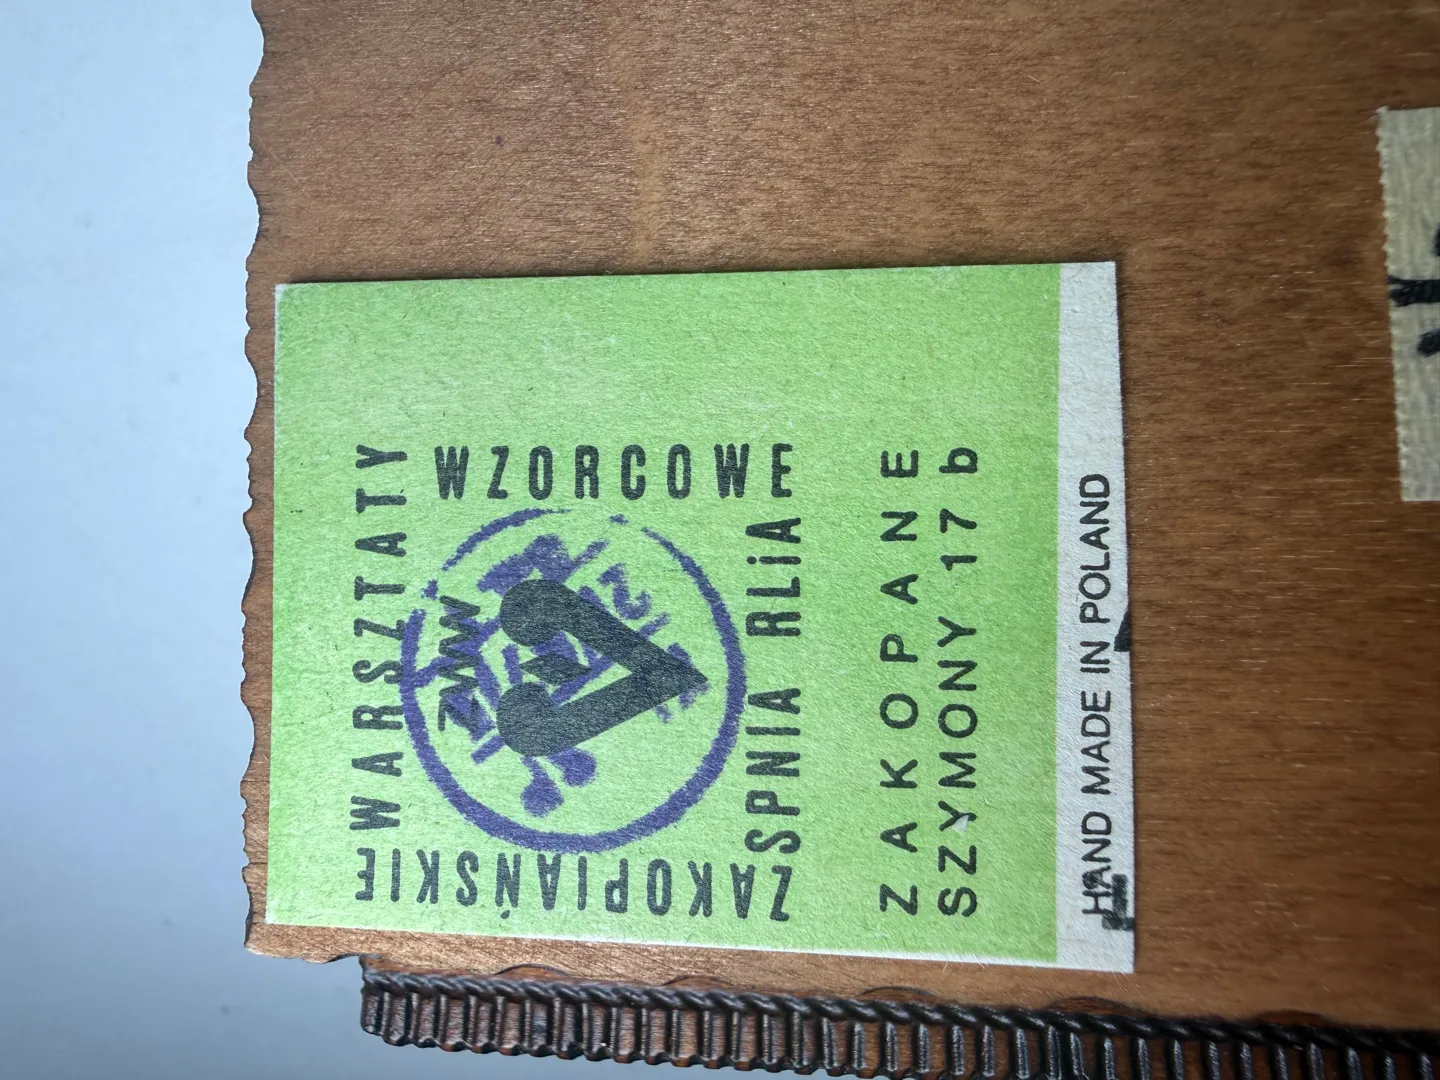 ZAKOPIAŃSKIE
WARSZTATY
WZORCOWE
ZWW
SPNIA RLiA
ZAKOPANE
SZYMONY 17 b
HAND MADE IN POLAND